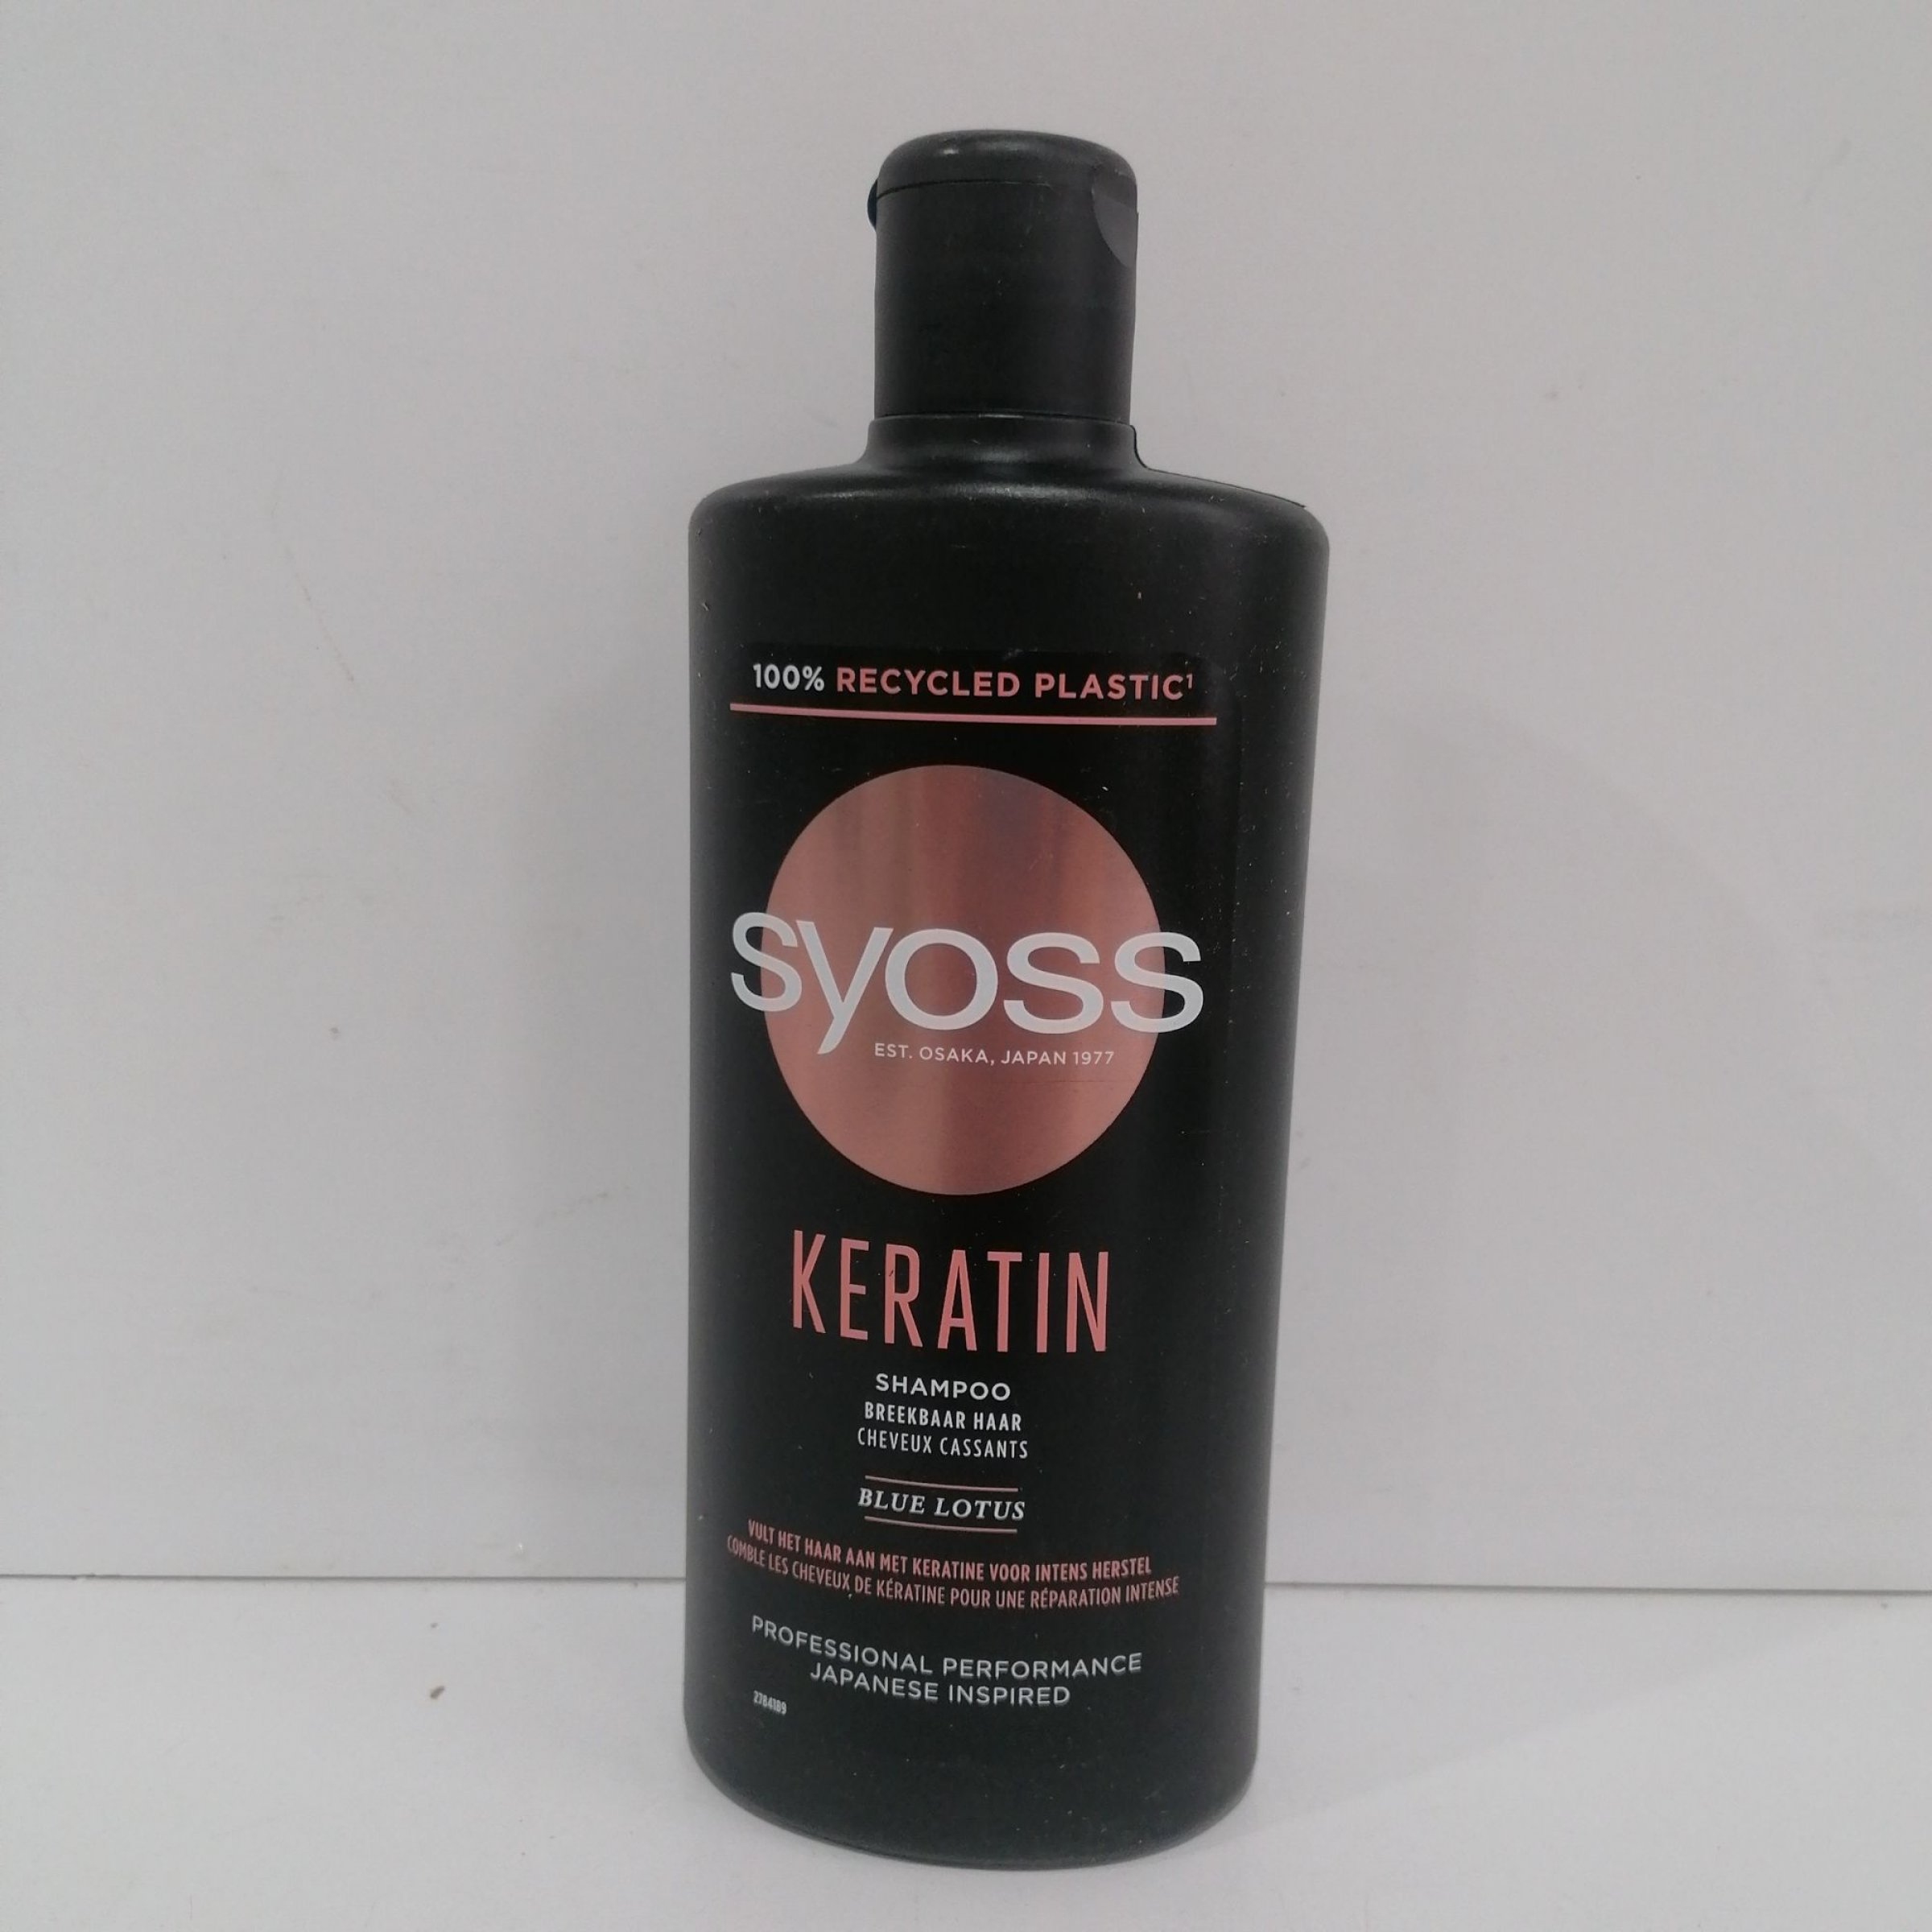 100% RECYCLED PLASTIC¹
syoss
EST. OSAKA, JAPAN 1977
KERATIN
SHAMPOO
BREEKBAAR HAAR
CHEVEUX CASSANTS
BLUE LOTUS
VULT HET HAAR AAN MET KERATINE VOOR INTENS HERSTEL
COMBLE LES CHEVEUX DE KÉRATINE POUR UNE RÉPARATION INTENSE
PROFESSIONAL PERFORMANCE
JAPANESE INSPIRED
2784189